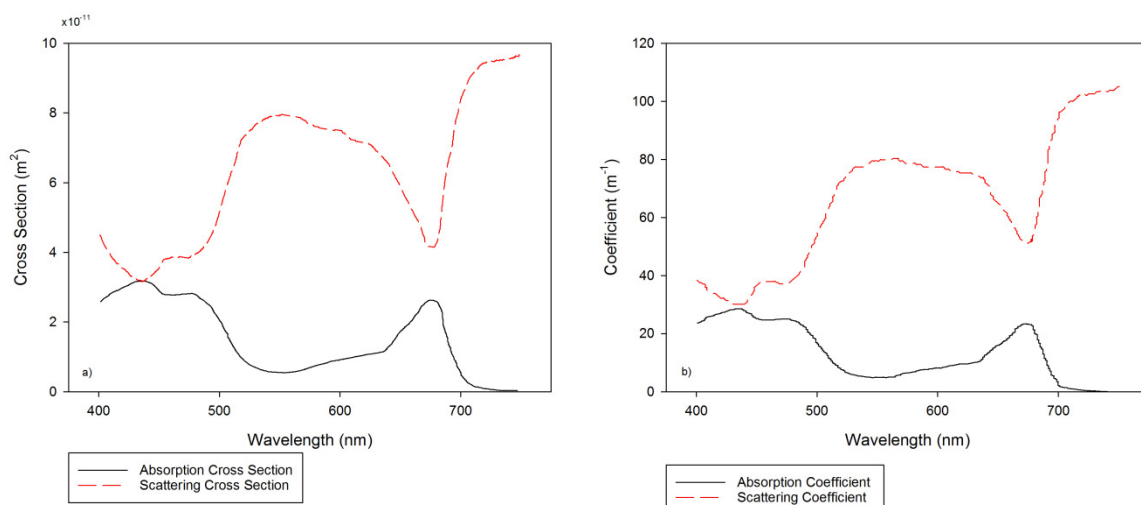 x10⁻¹¹
10
8
6
4
2
0
Cross Section (m²)
a)
400 500 600 700
Wavelength (nm)
Absorption Cross Section
Scattering Cross Section
120
100
80
60
40
20
0
Coefficient (m⁻¹)
b)
400 500 600 700
Wavelength (nm)
Absorption Coefficient
Scattering Coefficient